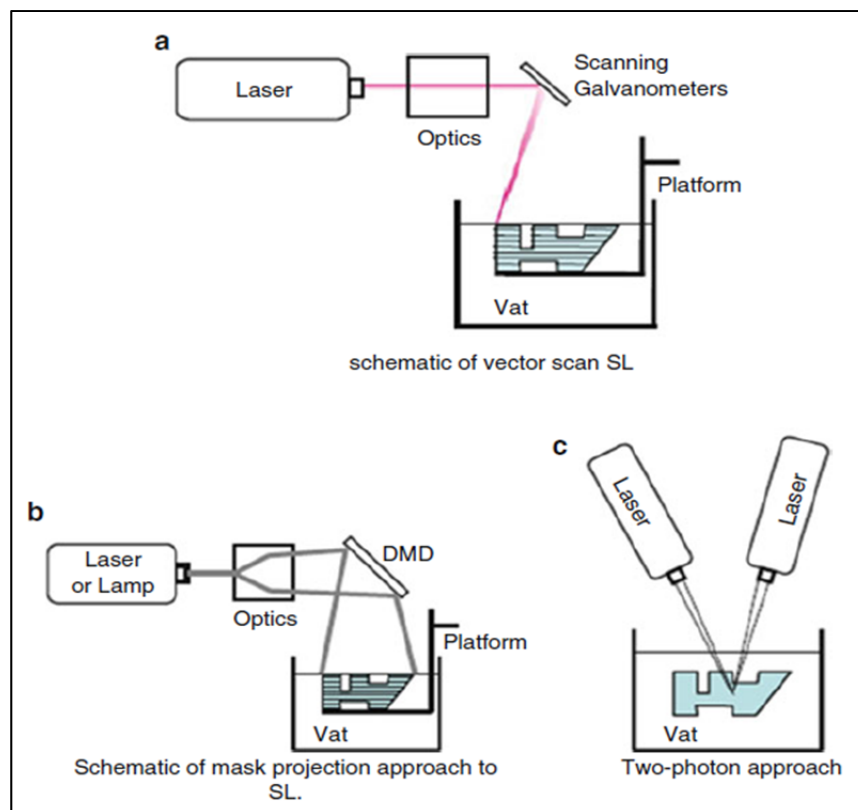 a
Laser
Optics
Scanning
Galvanometers
Platform
Vat
schematic of vector scan SL
b
Laser
or Lamp
Optics
DMD
Platform
Vat
Schematic of mask projection approach to
SL.
c
Laser
Laser
Vat
Two-photon approach